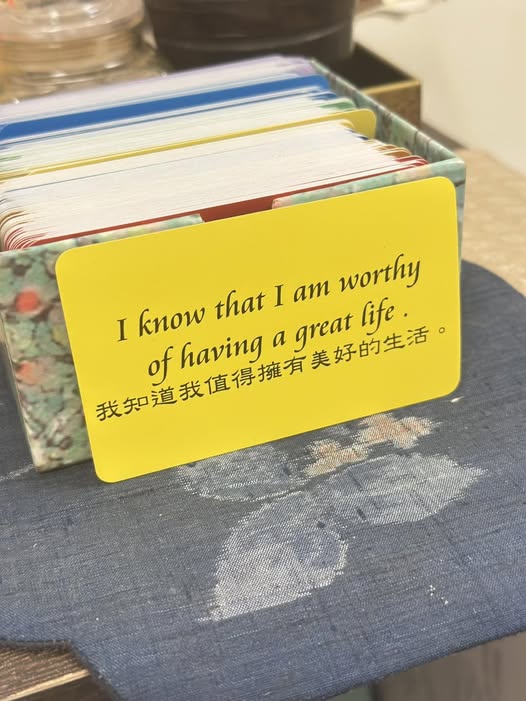 I know that I am worthy
of having a great life .
我知道我值得擁有美好的生活。